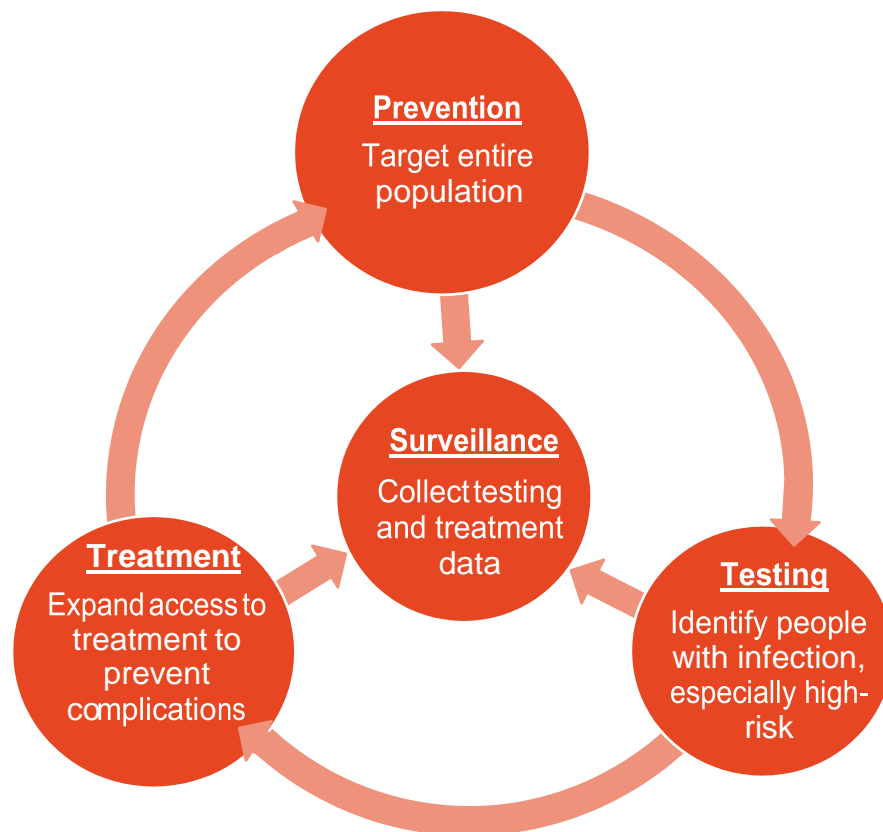 Prevention
Target entire
population
Surveillance
Collect testing
and treatment
data
Treatment
Expand access to
treatment to
prevent
complications
Testing
Identify people
with infection,
especially high-
risk